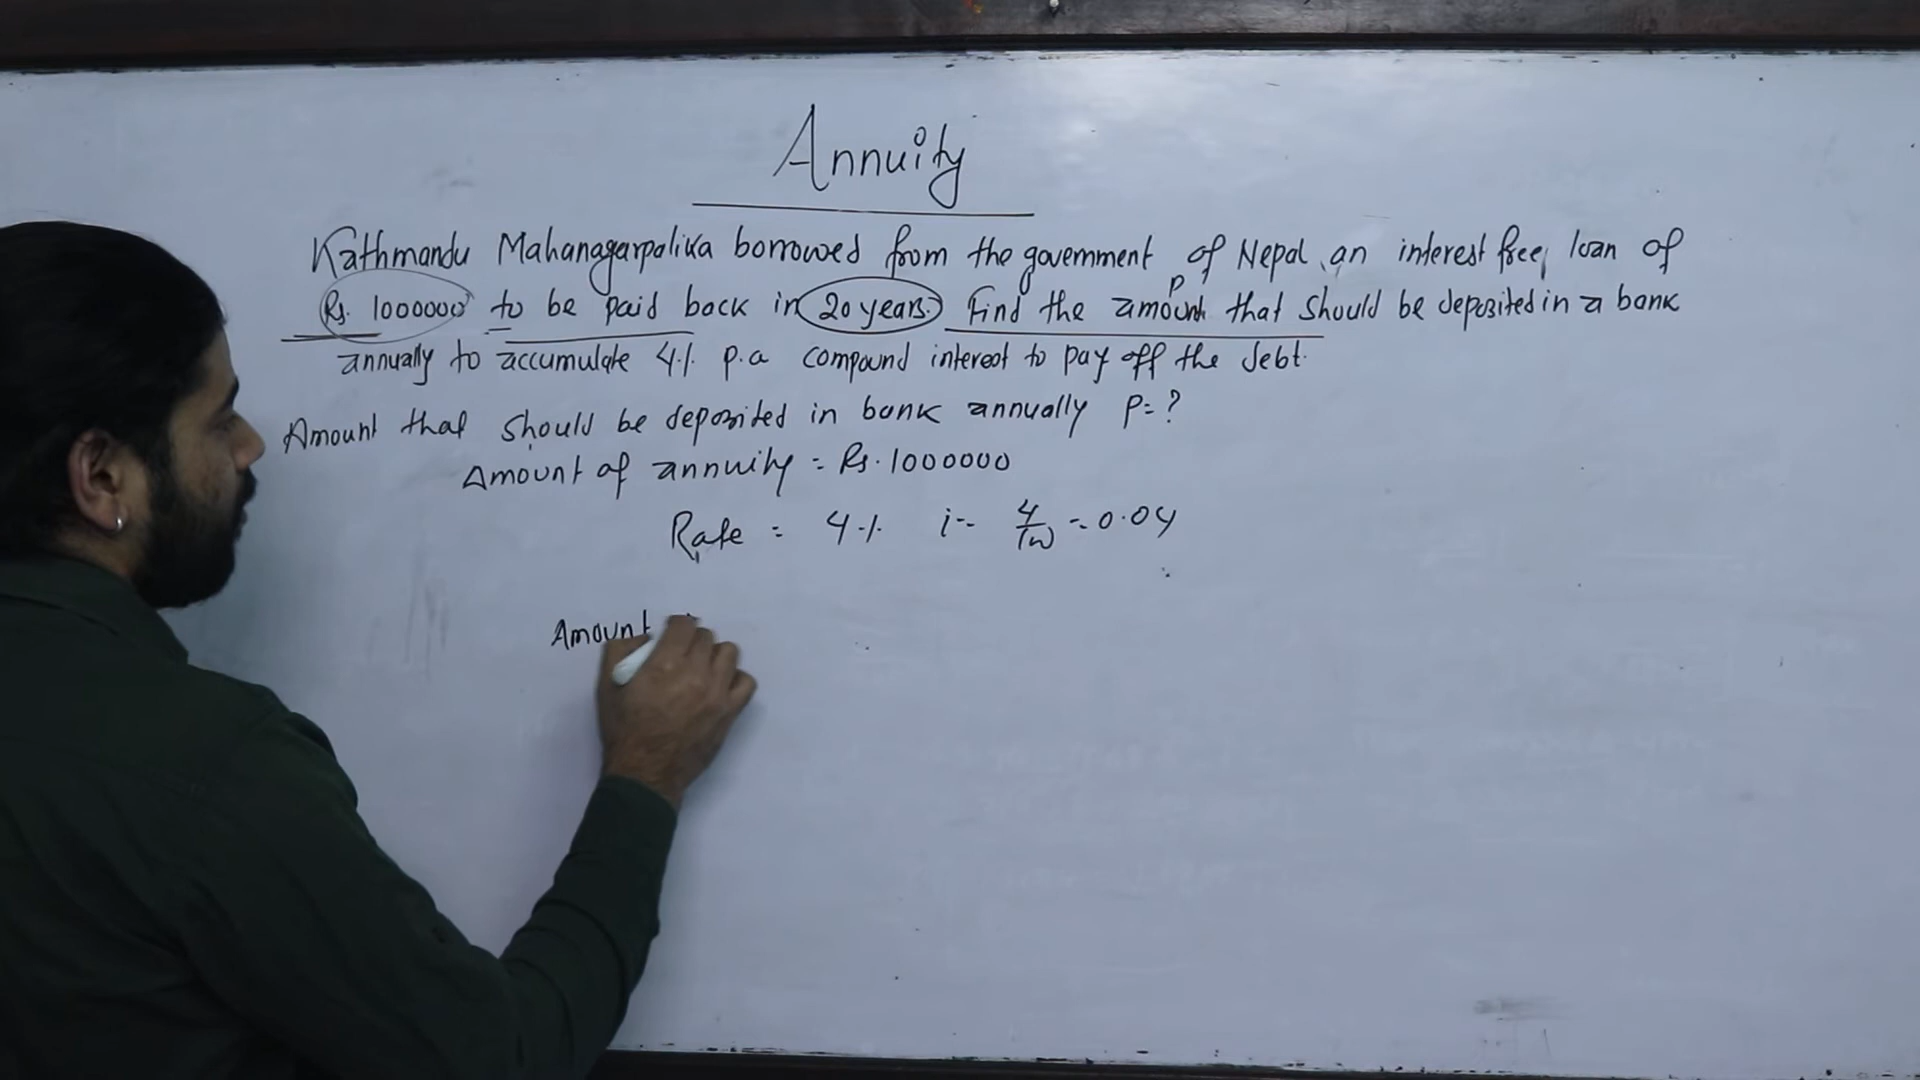 Annuity
Kathmandu Mahanagarpalika borrowed from the government of Nepal an interest free loan of
P
Rs. 1000000 to be paid back in 20 years. Find the amount that should be deposited in a bank
annually to accumulate 4% p.a compound interest to pay off the debt.
Amount that should be deposited in bank annually P=?
Amount of annuity = Rs. 1000000
Rate = 4% i = 4/100 = 0.04
Amount